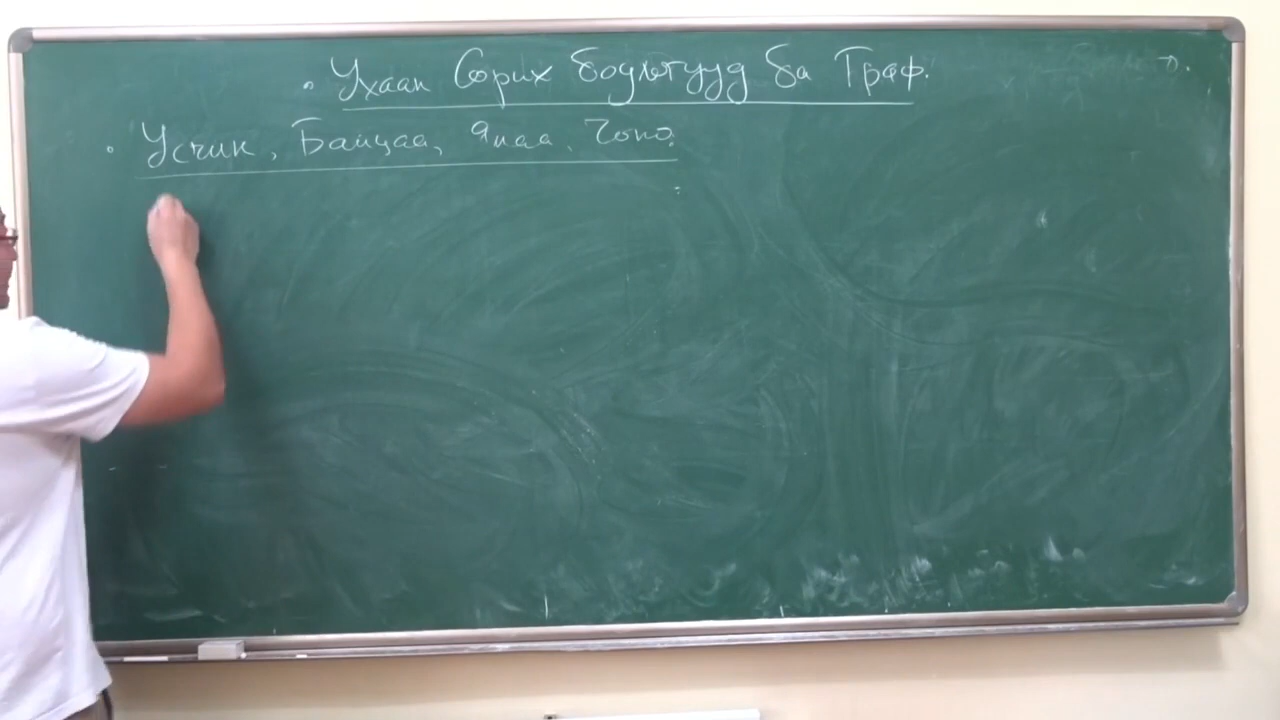 • Ухаан Сорих бодлогууд ба Граф.
• Усчин, Байцаа, Ямаа, Чоно.